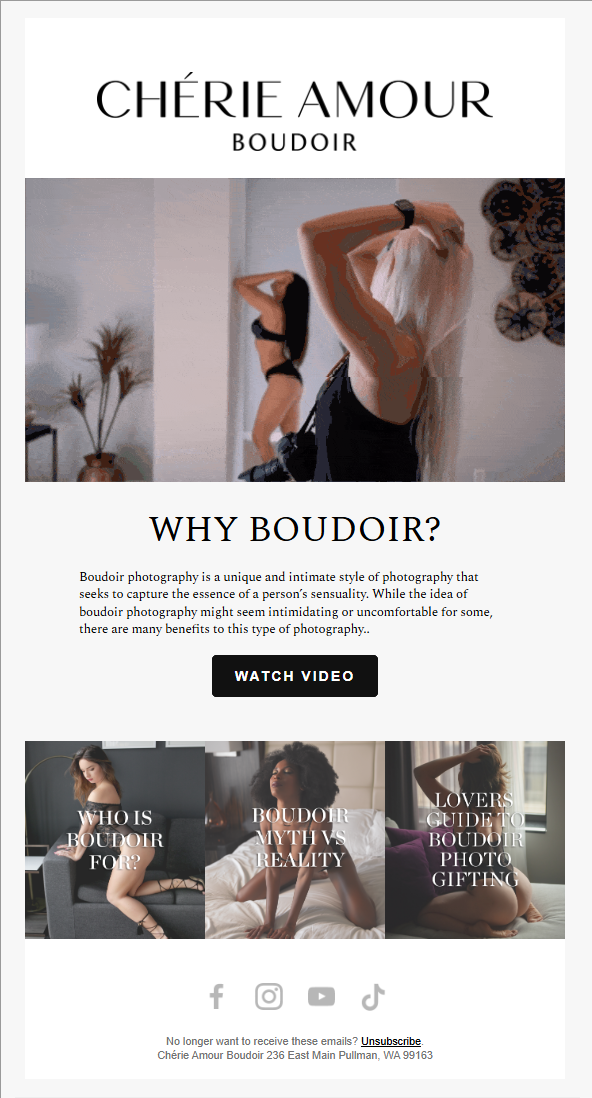 CHÉRIE AMOUR
BOUDOIR
WHY BOUDOIR?
Boudoir photography is a unique and intimate style of photography that
seeks to capture the essence of a person's sensuality. While the idea of
boudoir photography might seem intimidating or uncomfortable for some,
there are many benefits to this type of photography..
WATCH VIDEO
WHO IS
BOUDOIR
FOR?
BOUDOIR
MYTH VS
REALITY
LOVERS
GUIDE TO
BOUDOIR
PHOTO
GIFTING
No longer want to receive these emails? Unsubscribe.
Chérie Amour Boudoir 236 East Main Pullman, WA 99163